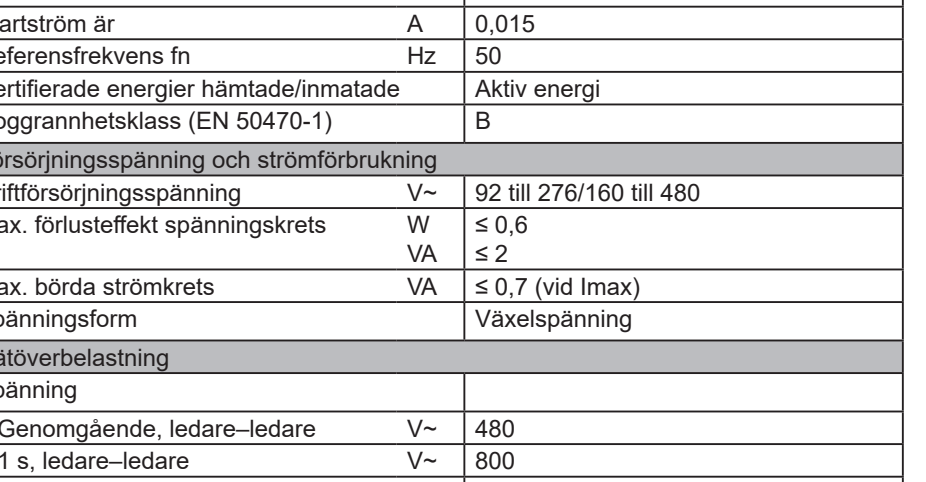 artström är A 0,015
eferensfrekvens fn Hz 50
ertifierade energier hämtade/inmatade Aktiv energi
oggrannhetsklass (EN 50470-1) B
örsörjningsspänning och strömförbrukning
riftförsörjningsspänning V~ 92 till 276/160 till 480
ax. förlusteffekt spänningskrets W ≤ 0,6
VA ≤ 2
ax. börda strömkrets VA ≤ 0,7 (vid Imax)
pänningsform Växelspänning
ätöverbelastning
pänning
Genomgående, ledare–ledare V~ 480
1 s, ledare–ledare V~ 800